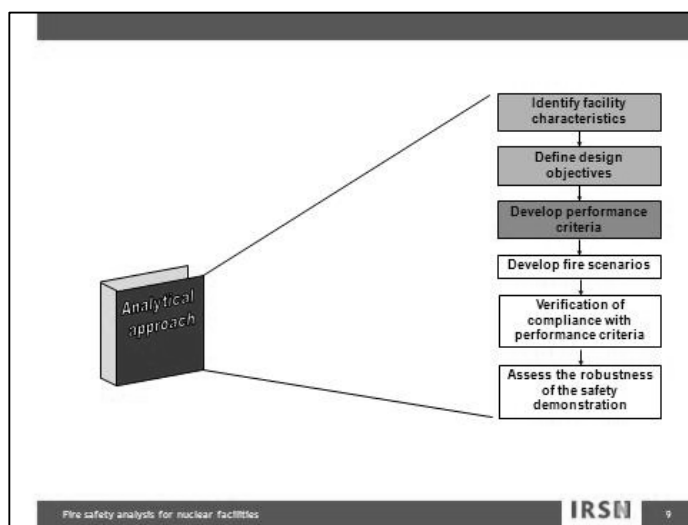 Identify facility
characteristics
Define design
objectives
Develop performance
criteria
Develop fire scenarios
Analytical
approach
Verification of
compliance with
performance criteria
Assess the robustness
of the safety
demonstration
Fire safety analysis for nuclear facilities
IRSN
9